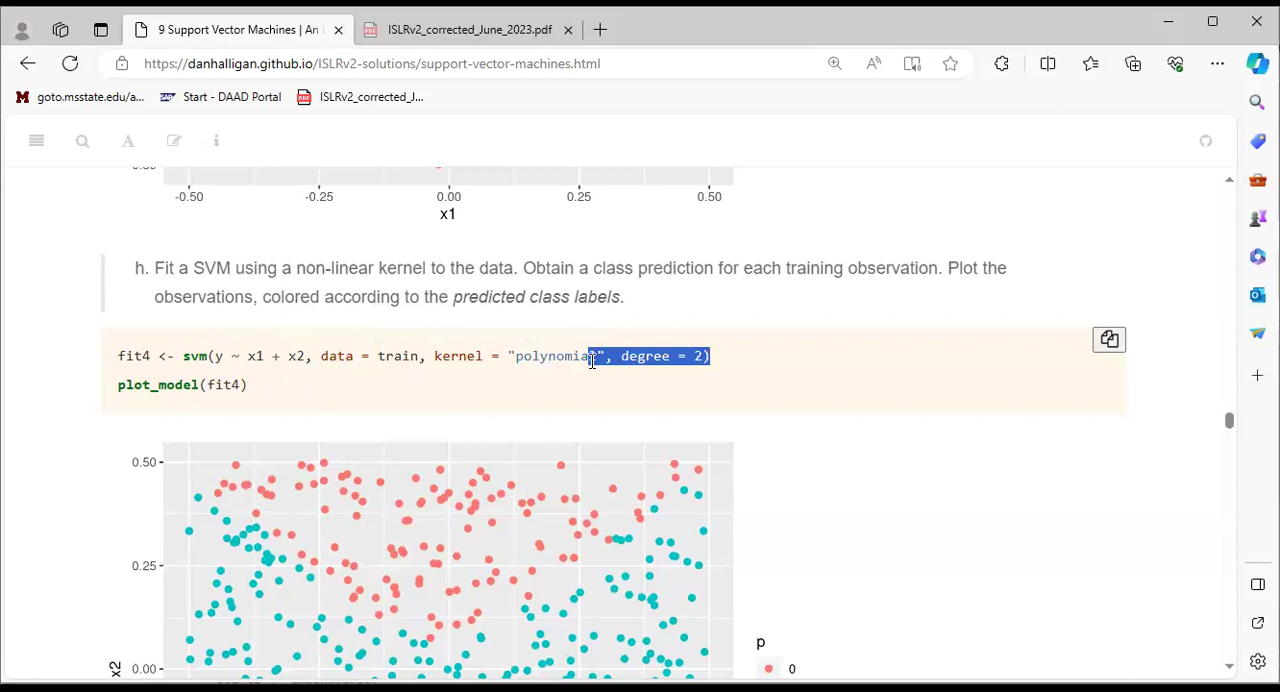 9 Support Vector Machines | An I
ISLRv2_corrected_June_2023.pdf
https://danhalligan.github.io/ISLRv2-solutions/support-vector-machines.html
goto.msstate.edu/a...
Start - DAAD Portal
ISLRv2_corrected_J...
-0.50 -0.25 0.00 0.25 0.50
x1
h. Fit a SVM using a non-linear kernel to the data. Obtain a class prediction for each training observation. Plot the
observations, colored according to the predicted class labels.
fit4 <- svm(y ~ x1 + x2, data = train, kernel = "polynomial", degree = 2)
plot_model(fit4)
0.50
0.25
0.00
x2
p
0